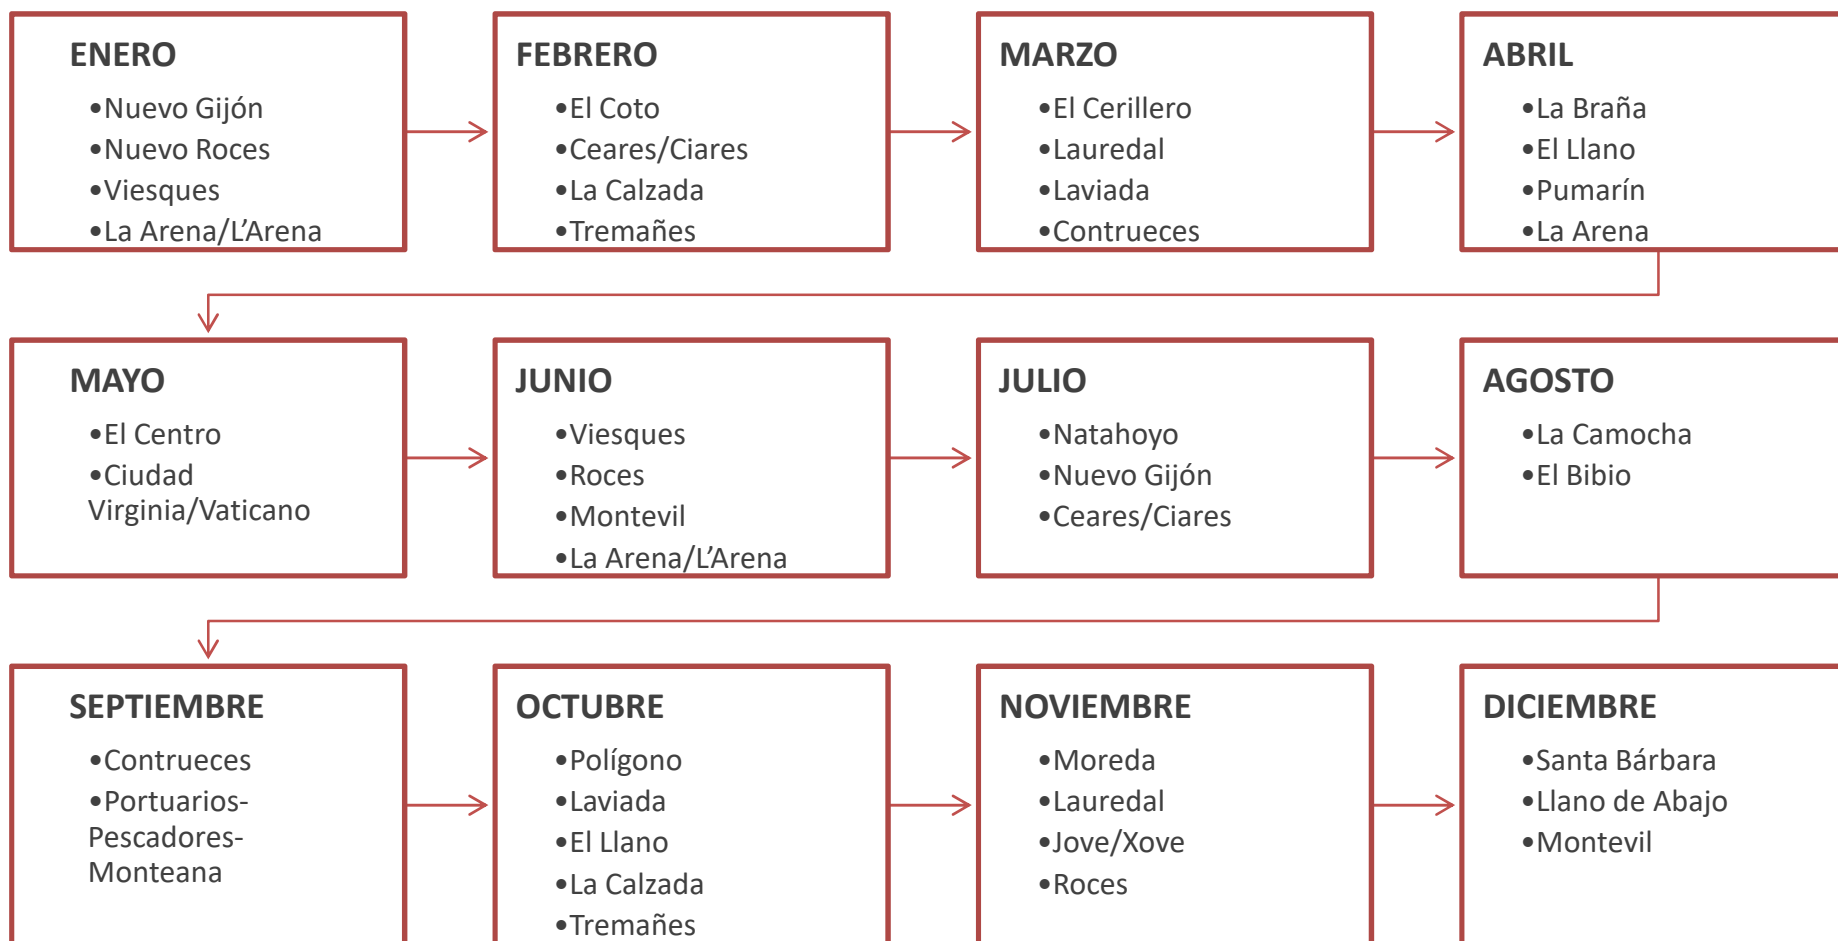 ENERO
•Nuevo Gijón
•Nuevo Roces
•Viesques
•La Arena/L’Arena
FEBRERO
•El Coto
•Ceares/Ciares
•La Calzada
•Tremañes
MARZO
•El Cerillero
•Lauredal
•Laviada
•Contrueces
ABRIL
•La Braña
•El Llano
•Pumarín
•La Arena
MAYO
•El Centro
•Ciudad
Virginia/Vaticano
JUNIO
•Viesques
•Roces
•Montevil
•La Arena/L’Arena
JULIO
•Natahoyo
•Nuevo Gijón
•Ceares/Ciares
AGOSTO
•La Camocha
•El Bibio
SEPTIEMBRE
•Contrueces
•Portuarios-
Pescadores-
Monteana
OCTUBRE
•Polígono
•Laviada
•El Llano
•La Calzada
•Tremañes
NOVIEMBRE
•Moreda
•Lauredal
•Jove/Xove
•Roces
DICIEMBRE
•Santa Bárbara
•Llano de Abajo
•Montevil